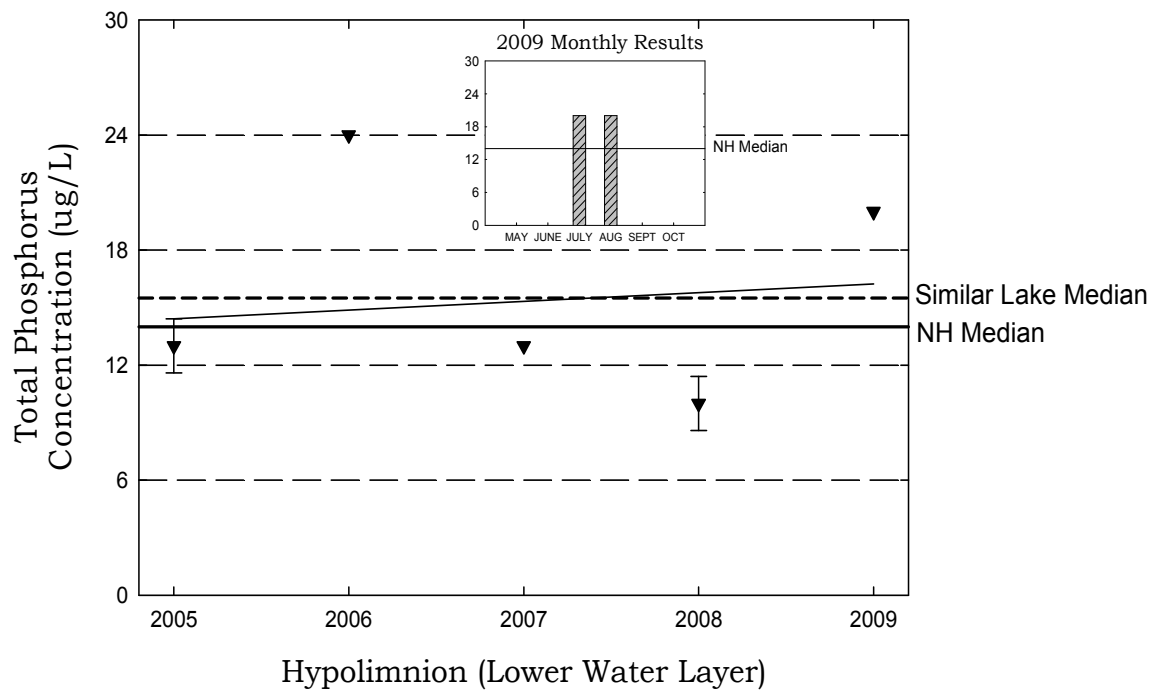 2009 Monthly Results
30
24
18
12
6
0
MAY JUNE JULY AUG SEPT OCT
NH Median
Total Phosphorus
Concentration (ug/L)
30
24
18
12
6
0
Similar Lake Median
NH Median
2005 2006 2007 2008 2009
Hypolimnion (Lower Water Layer)